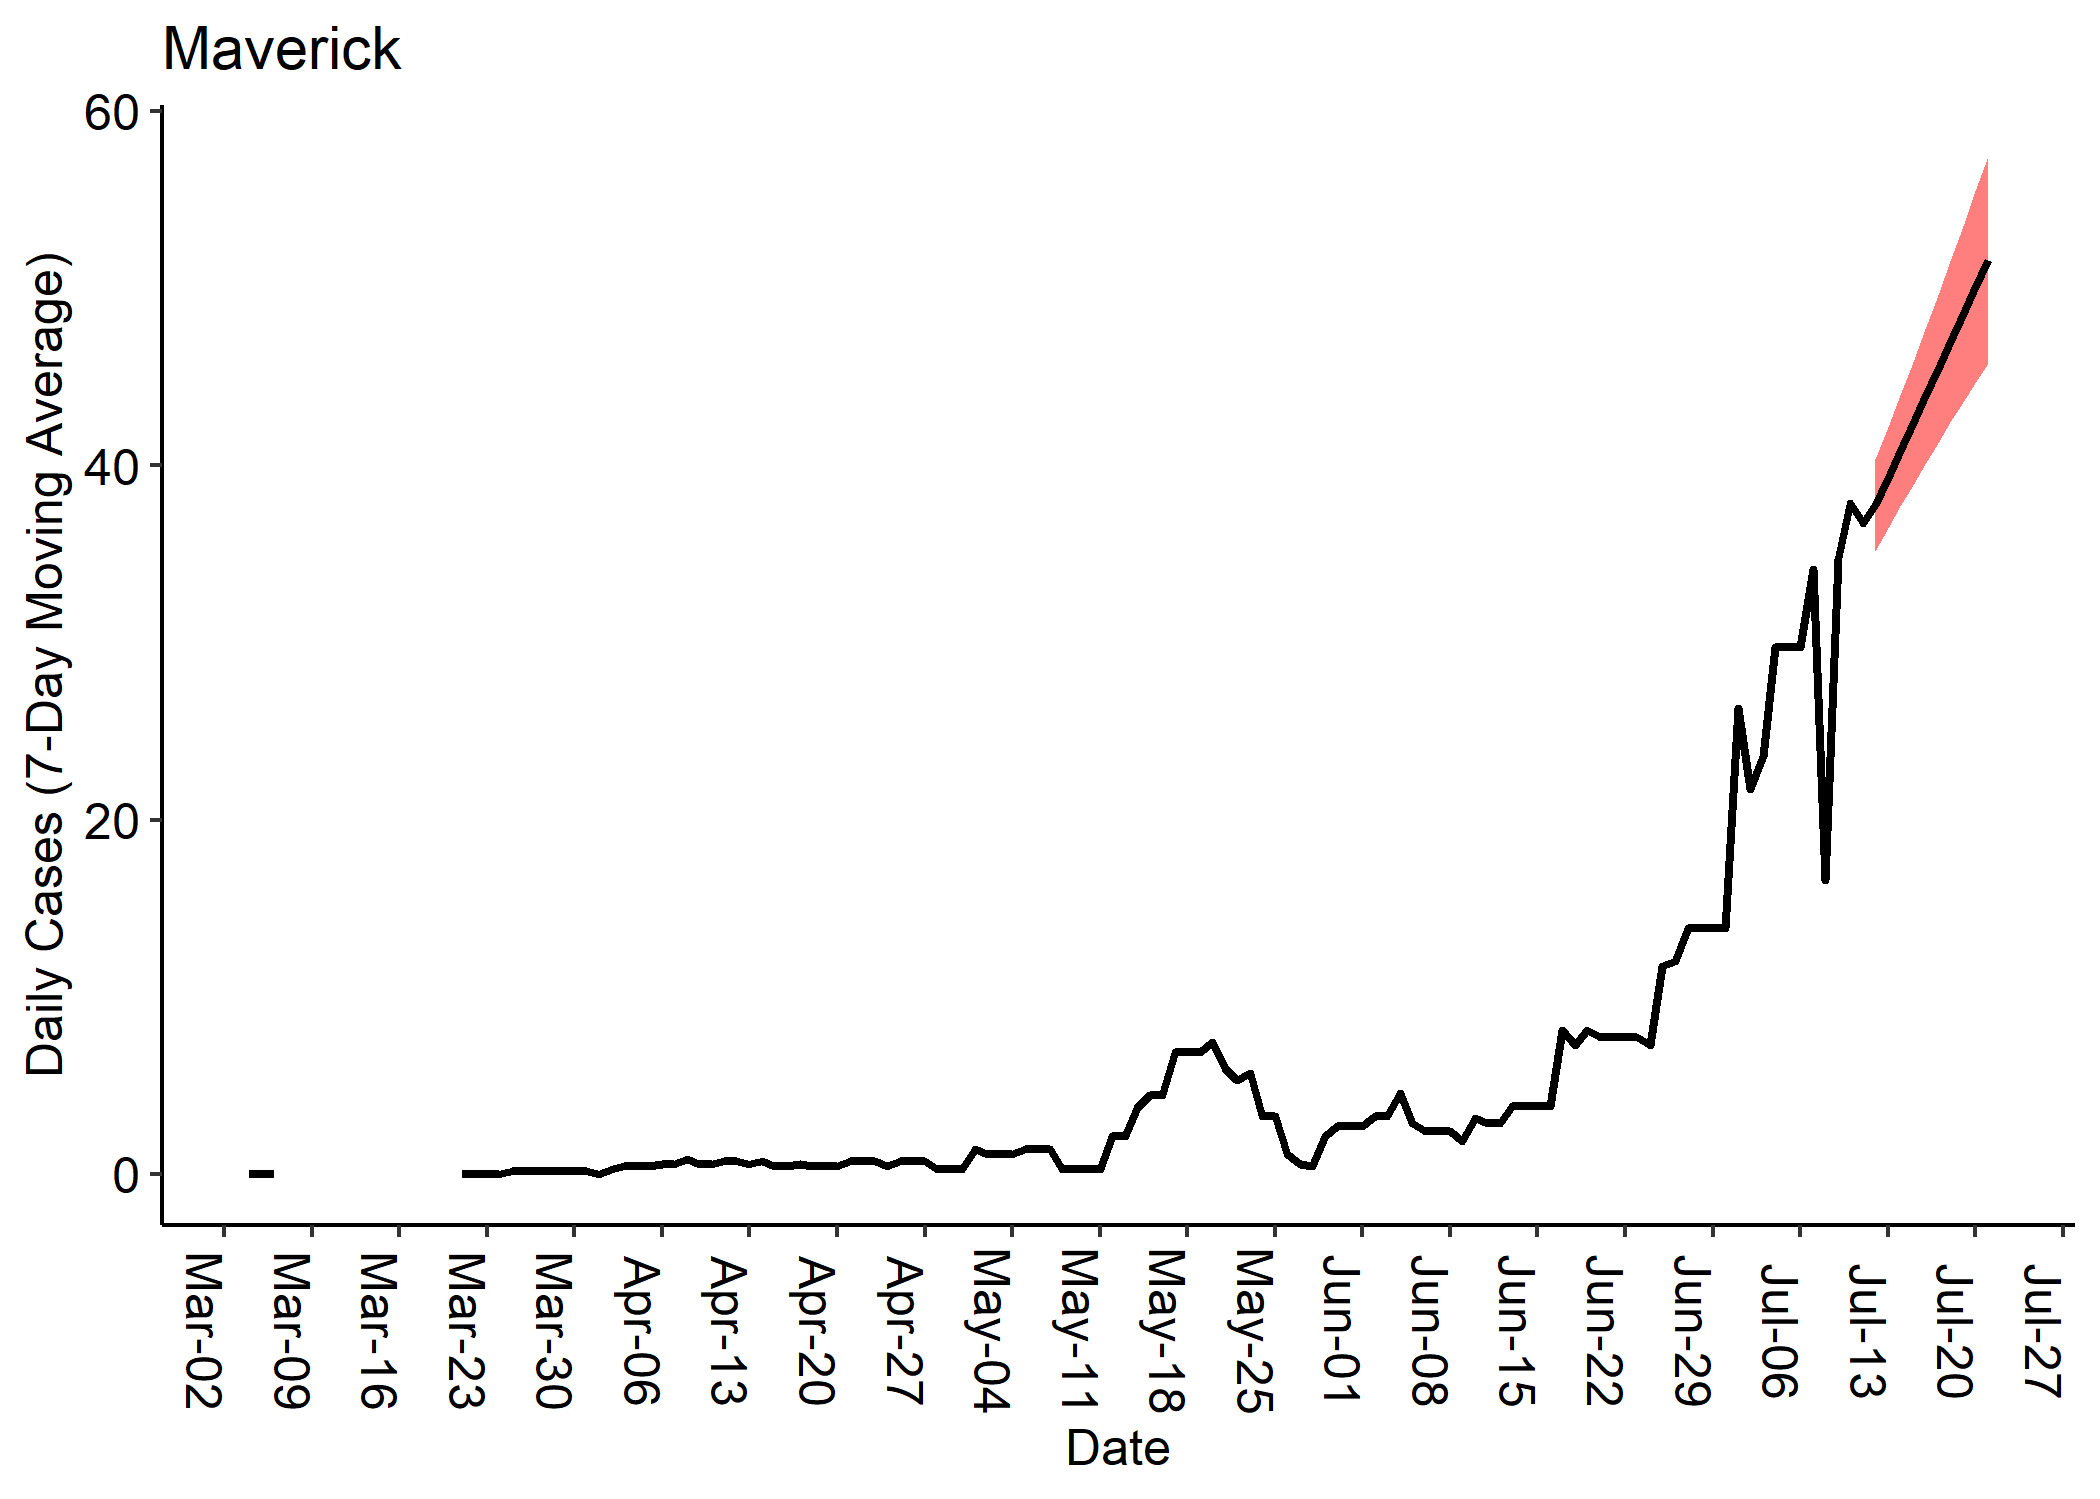 Maverick
Daily Cases (7-Day Moving Average)
60
40
20
0
Mar-02
Mar-09
Mar-16
Mar-23
Mar-30
Apr-06
Apr-13
Apr-20
Apr-27
May-04
May-11
May-18
May-25
Jun-01
Jun-08
Jun-15
Jun-22
Jun-29
Jul-06
Jul-13
Jul-20
Jul-27
Date